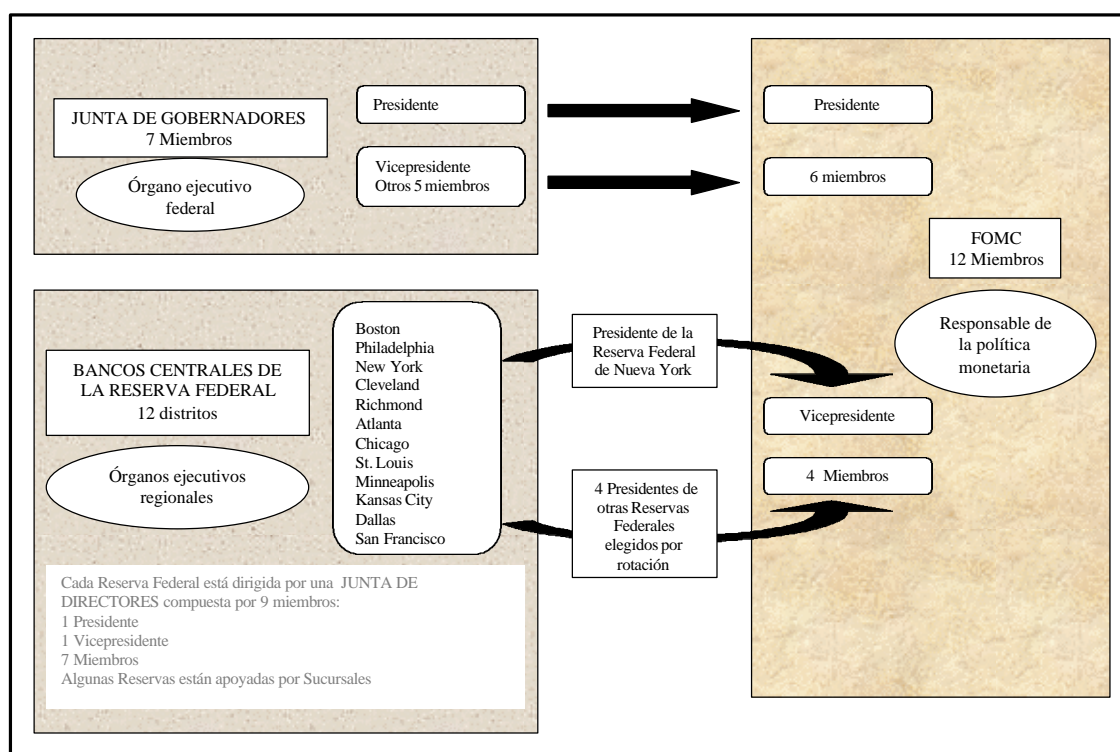 JUNTA DE GOBERNADORES
7 Miembros
Órgano ejecutivo
federal
Presidente
Vicepresidente
Otros 5 miembros
Presidente
6 miembros
FOMC
12 Miembros
Responsable de
la política
monetaria
BANCOS CENTRALES DE
LA RESERVA FEDERAL
12 distritos
Órganos ejecutivos
regionales
Boston
Philadelphia
New York
Cleveland
Richmond
Atlanta
Chicago
St. Louis
Minneapolis
Kansas City
Dallas
San Francisco
Presidente de la
Reserva Federal
de Nueva York
Vicepresidente
4 Miembros
4 Presidentes de
otras Reservas
Federales
elegidos por
rotación
Cada Reserva Federal está dirigida por una JUNTA DE
DIRECTORES compuesta por 9 miembros:
1 Presidente
1 Vicepresidente
7 Miembros
Algunas Reservas están apoyadas por Sucursales